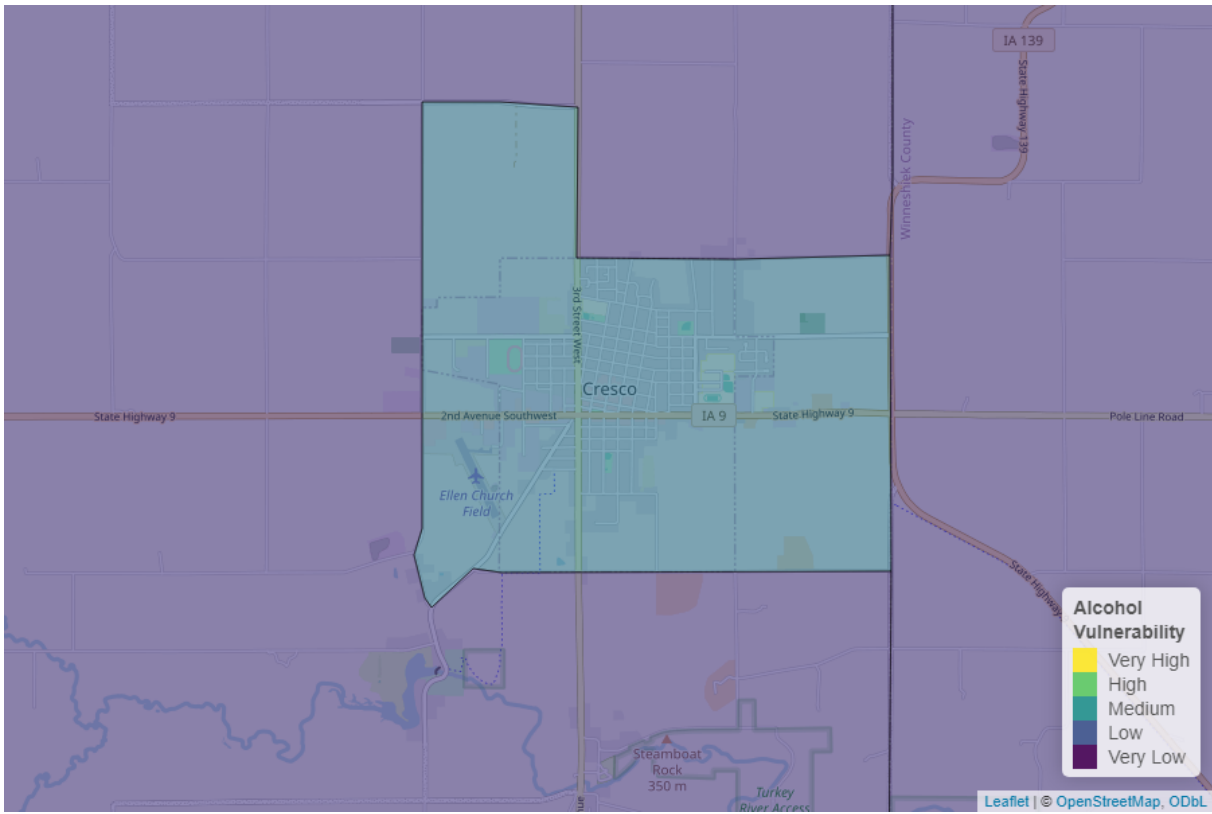 IA 139
State Highway 139
Winneshiek County
3rd Street West
Cresco
State Highway 9
2nd Avenue Southwest
IA 9
State Highway 9
Pole Line Road
Ellen Church
Field
State Highway
Steamboat
Rock
350 m
Turkey
River Access
Alcohol
Vulnerability
Very High
High
Medium
Low
Very Low
Leaflet | © OpenStreetMap, ODbL